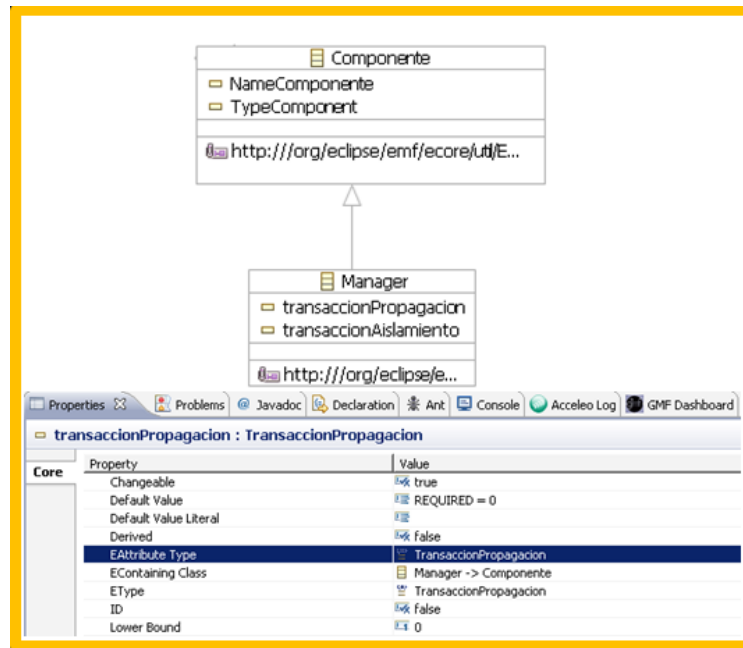 Componente
NameComponente
TypeComponent
http:///org/eclipse/emf/ecore/util/E...
Manager
transaccionPropagacion
transaccionAislamiento
http:///org/eclipse/e...
Properties Problems @ Javadoc Declaration Ant Console Acceleo Log GMF Dashboard
transaccionPropagacion : TransaccionPropagacion
Core
Property Value
Changeable true
Default Value REQUIRED = 0
Default Value Literal
Derived false
EAttribute Type TransaccionPropagacion
EContaining Class Manager -> Componente
EType TransaccionPropagacion
ID false
Lower Bound 0